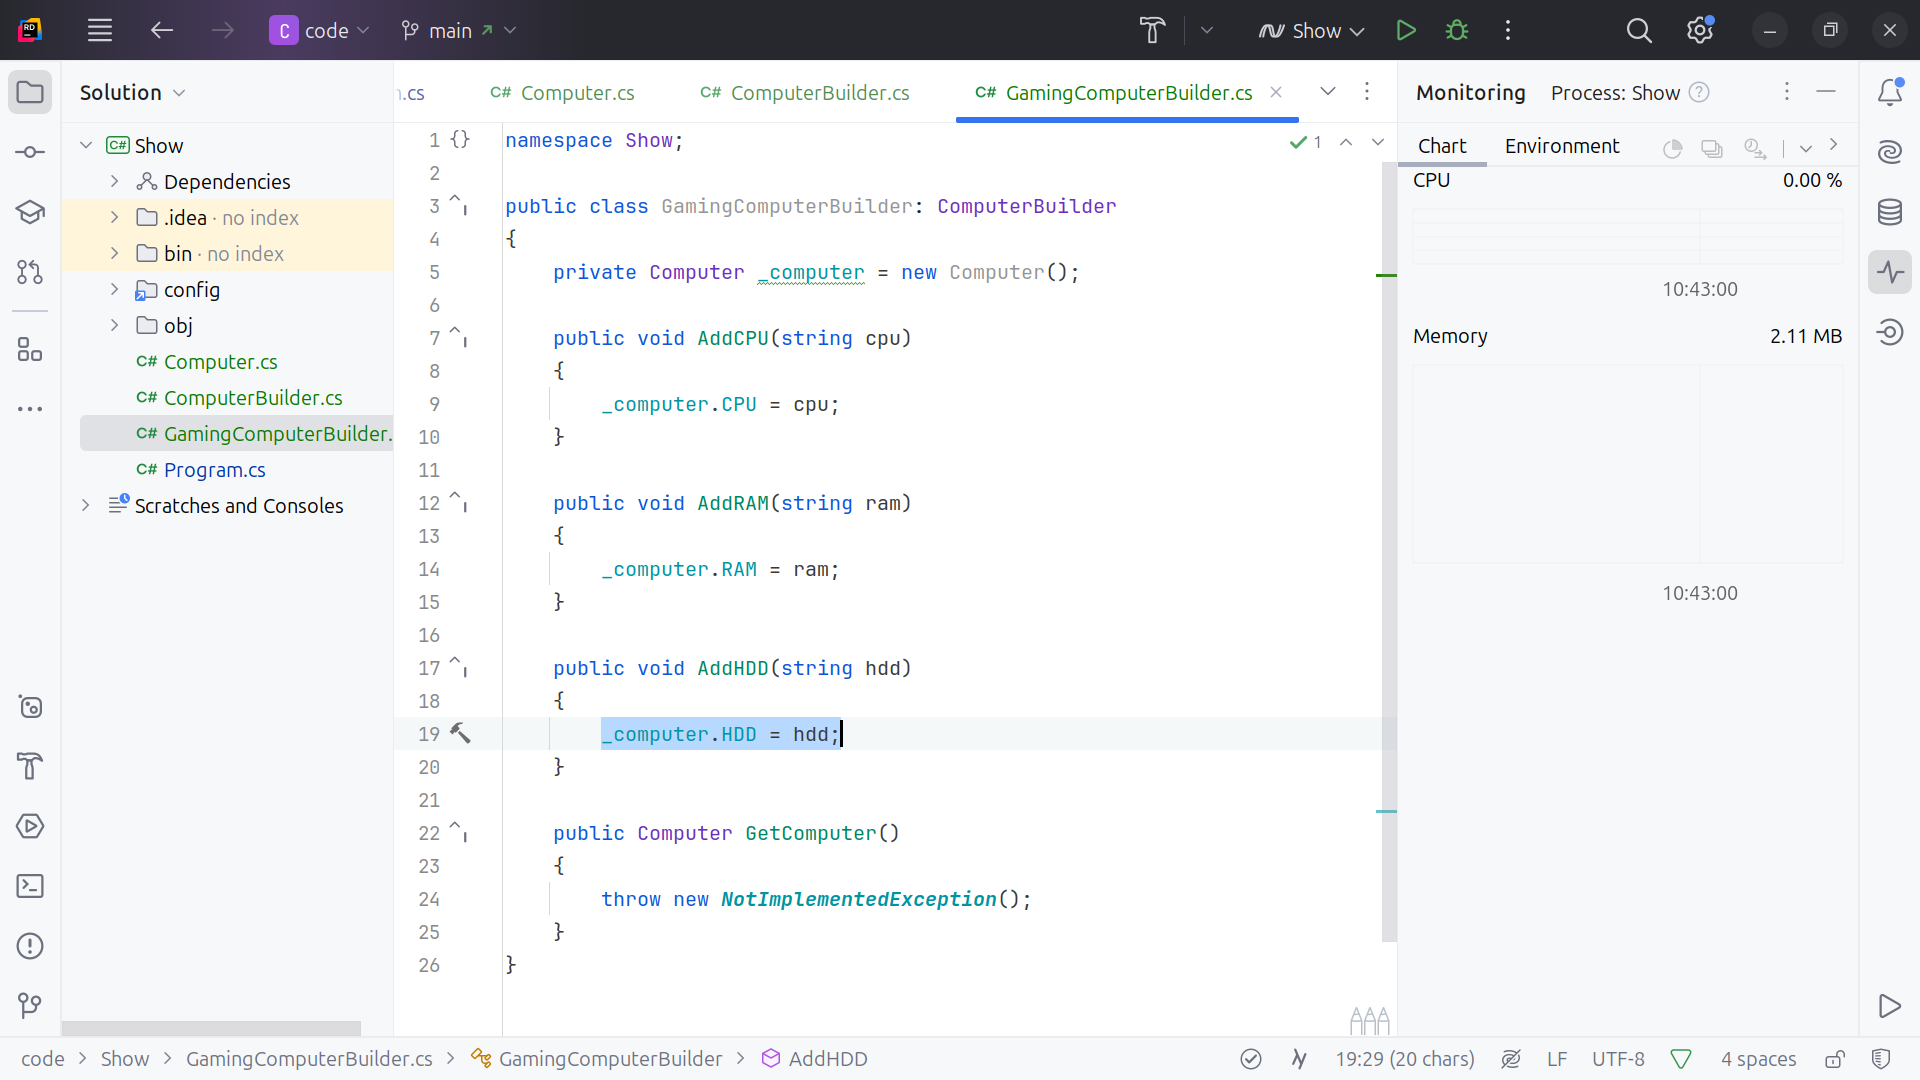 code
main
Show
Solution
Show
Dependencies
.idea · no index
bin · no index
config
obj
C# Computer.cs
C# ComputerBuilder.cs
C# GamingComputerBuilder.
C# Program.cs
Scratches and Consoles
.cs
C# Computer.cs
C# ComputerBuilder.cs
C# GamingComputerBuilder.cs
1 namespace Show;
2
3 public class GamingComputerBuilder: ComputerBuilder
4 {
5 private Computer _computer = new Computer();
6
7 public void AddCPU(string cpu)
8 {
9 _computer.CPU = cpu;
10 }
11
12 public void AddRAM(string ram)
13 {
14 _computer.RAM = ram;
15 }
16
17 public void AddHDD(string hdd)
18 {
19 _computer.HDD = hdd;
20 }
21
22 public Computer GetComputer()
23 {
24 throw new NotImplementedException();
25 }
26 }
1
Monitoring Process: Show
Chart Environment
CPU 0.00 %
10:43:00
Memory 2.11 MB
10:43:00
code > Show > GamingComputerBuilder.cs > GamingComputerBuilder > AddHDD
19:29 (20 chars) LF UTF-8 4 spaces